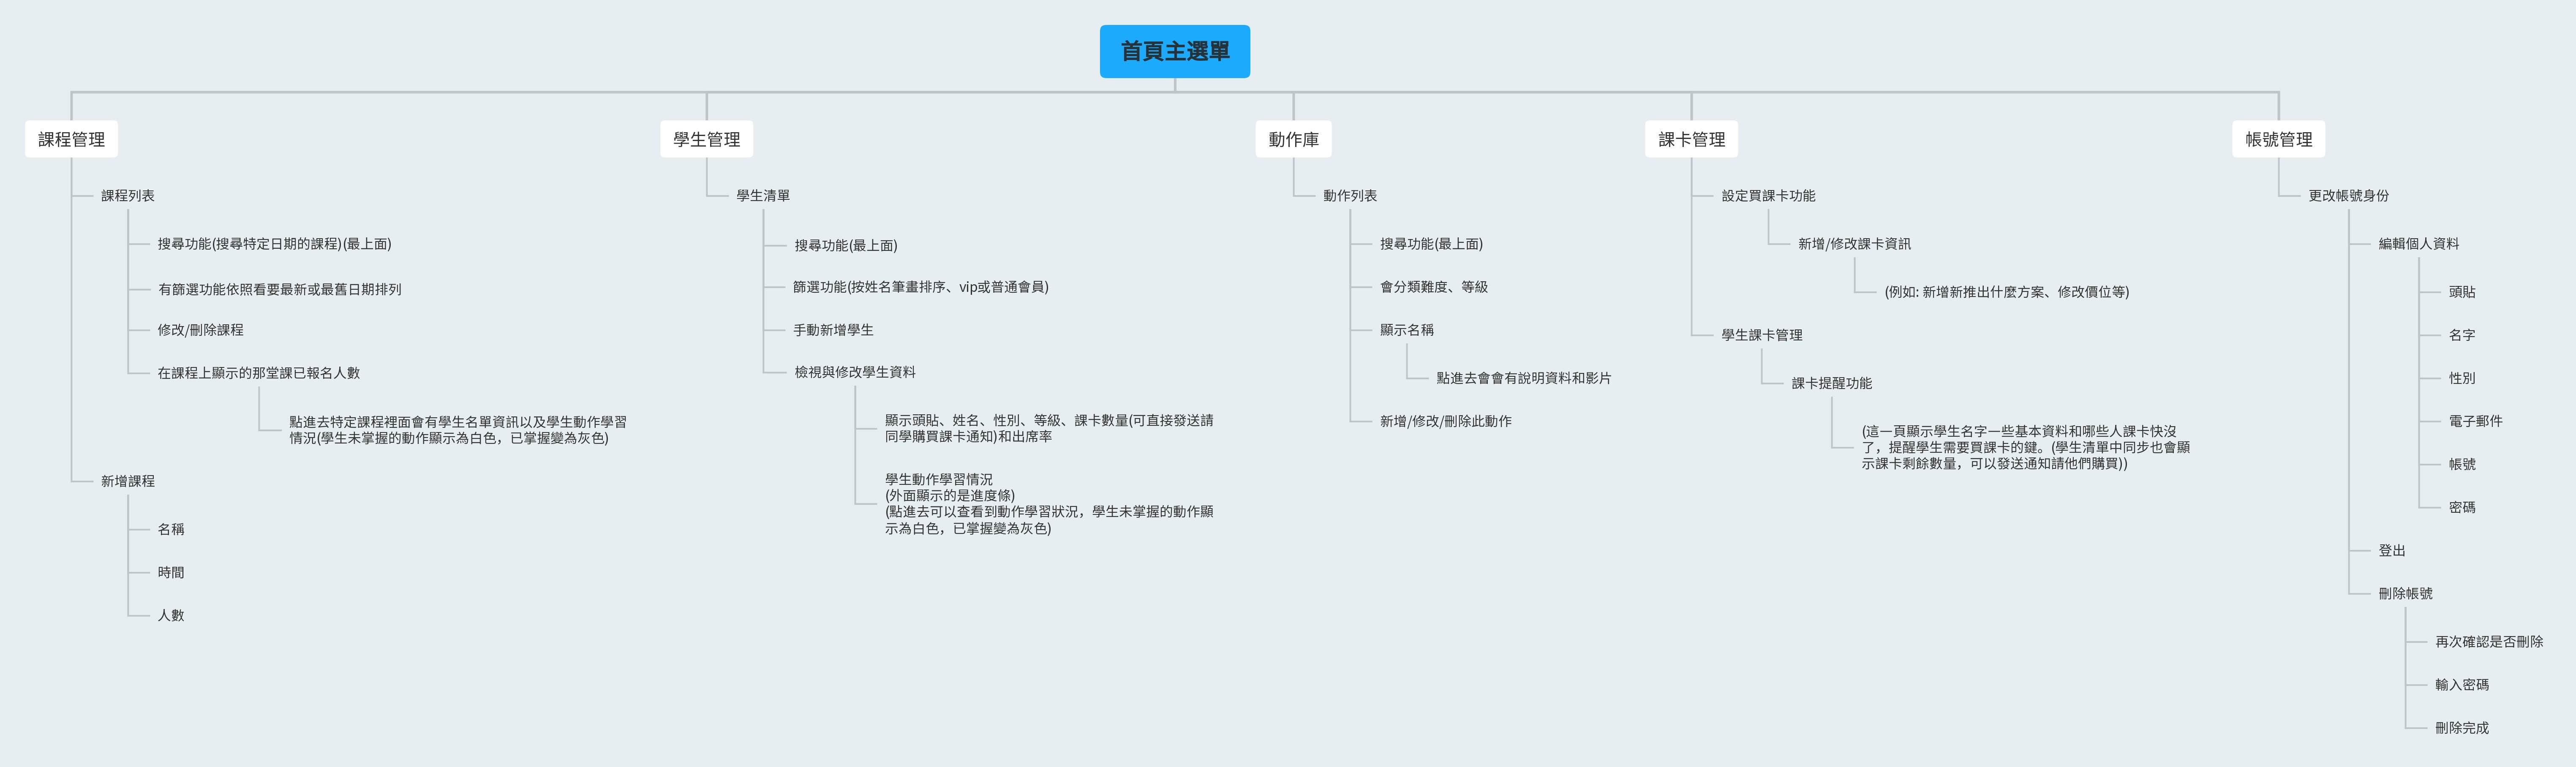 首頁主選單
課程管理
課程列表
搜尋功能(搜尋特定日期的課程)(最上面)
有篩選功能依照看要最新或最舊日期排列
修改/刪除課程
在課程上顯示的那堂課已報名人數
點進去特定課程裡面會有學生名單資訊以及學生動作學習
情況(學生未掌握的動作顯示為白色，已掌握變為灰色)
新增課程
名稱
時間
人數
學生管理
學生清單
搜尋功能(最上面)
篩選功能(按姓名筆畫排序、vip或普通會員)
手動新增學生
檢視與修改學生資料
顯示頭貼、姓名、性別、等級、課卡數量(可直接發送請
同學購買課卡通知)和出席率
學生動作學習情況
(外面顯示的是進度條)
(點進去可以查看到動作學習狀況，學生未掌握的動作顯
示為白色，已掌握變為灰色)
動作庫
動作列表
搜尋功能(最上面)
會分類難度、等級
顯示名稱
點進去會會有說明資料和影片
新增/修改/刪除此動作
課卡管理
設定買課卡功能
新增/修改課卡資訊
(例如: 新增新推出什麼方案、修改價位等)
學生課卡管理
課卡提醒功能
(這一頁顯示學生名字一些基本資料和哪些人課卡快沒
了，提醒學生需要買課卡的鍵。(學生清單中同步也會顯
示課卡剩餘數量，可以發送通知請他們購買))
帳號管理
更改帳號身份
編輯個人資料
頭貼
名字
性別
電子郵件
帳號
密碼
登出
刪除帳號
再次確認是否刪除
輸入密碼
刪除完成